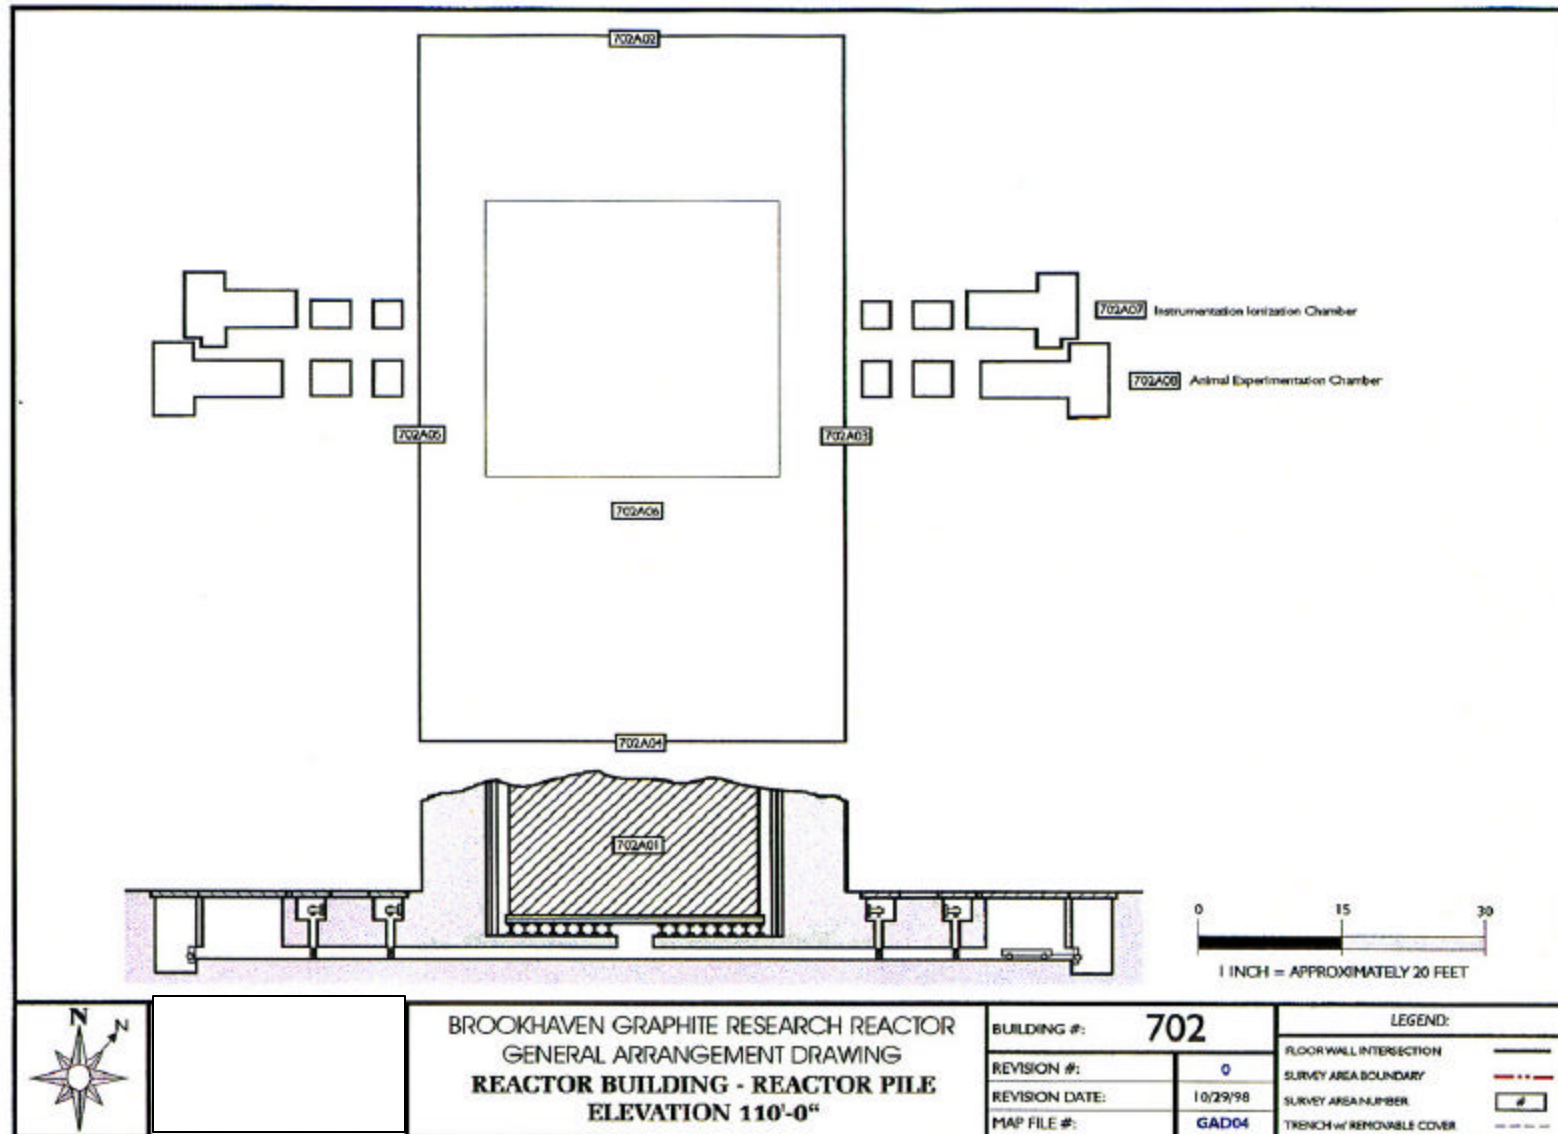 702A02
702A07 Instrumentation Ionization Chamber
702A08 Animal Experimentation Chamber
702A05
702A03
702A06
702A04
702A01
0 15 30
1 INCH = APPROXIMATELY 20 FEET
N N
BROOKHAVEN GRAPHITE RESEARCH REACTOR
GENERAL ARRANGEMENT DRAWING
REACTOR BUILDING - REACTOR PILE
ELEVATION 110'-0"
BUILDING #: 702
REVISION #: 0
REVISION DATE: 10/29/98
MAP FILE #: GAD04
LEGEND:
FLOOR WALL INTERSECTION
SURVEY AREA BOUNDARY
SURVEY AREA NUMBER #
TRENCH w/ REMOVABLE COVER